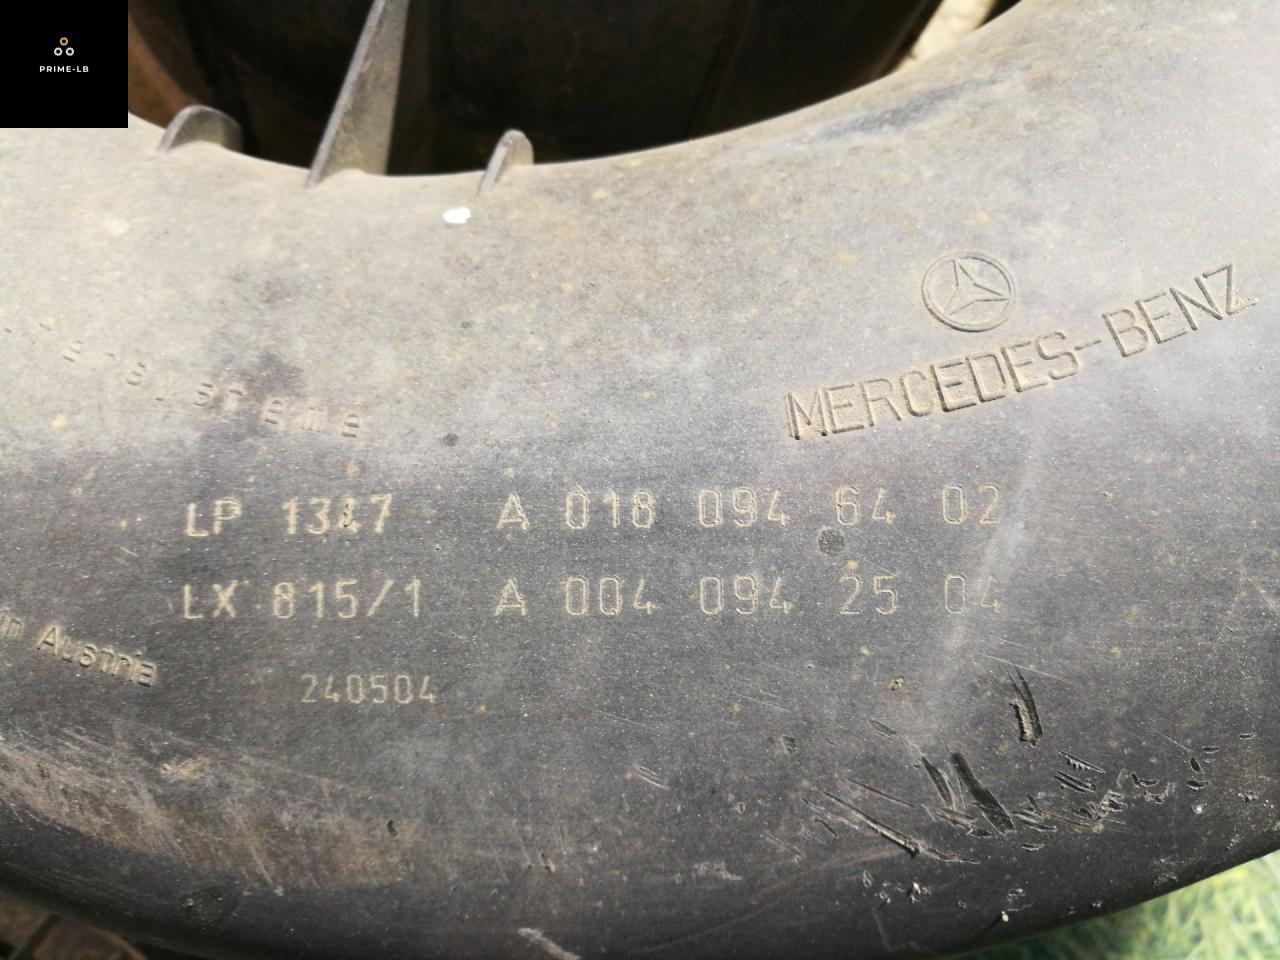 PRIME-LB
MERCEDES-BENZ
LP 1347 A 018 094 64 02
LX 815/1 A 004 094 25 04
in Austria
240504